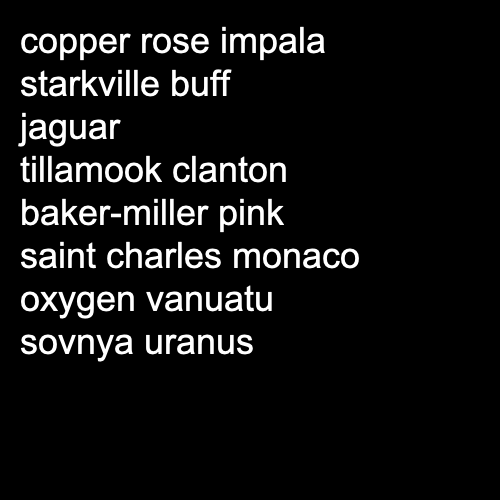 copper rose impala
starkville buff
jaguar
tillamook clanton
baker-miller pink
saint charles monaco
oxygen vanuatu
sovnya uranus